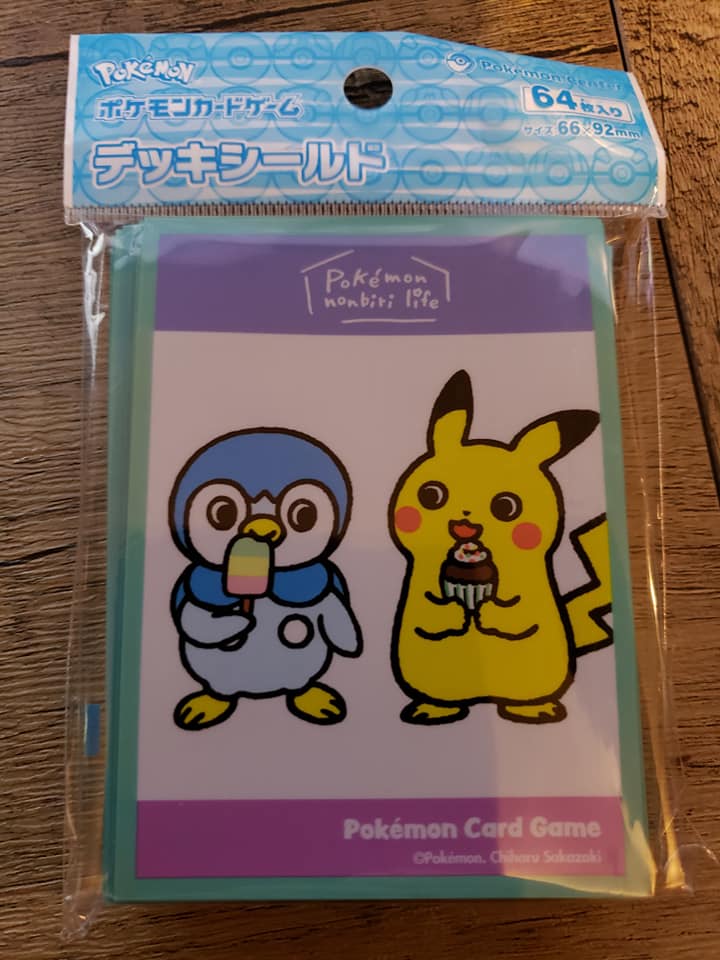 Pokémon
ポケモンカードゲーム
デッキシールド
Pokémon Center
64枚入り
サイズ 66×92mm
Pokémon
nonbiri life
Pokémon Card Game
©Pokémon. Chiharu Sakazaki